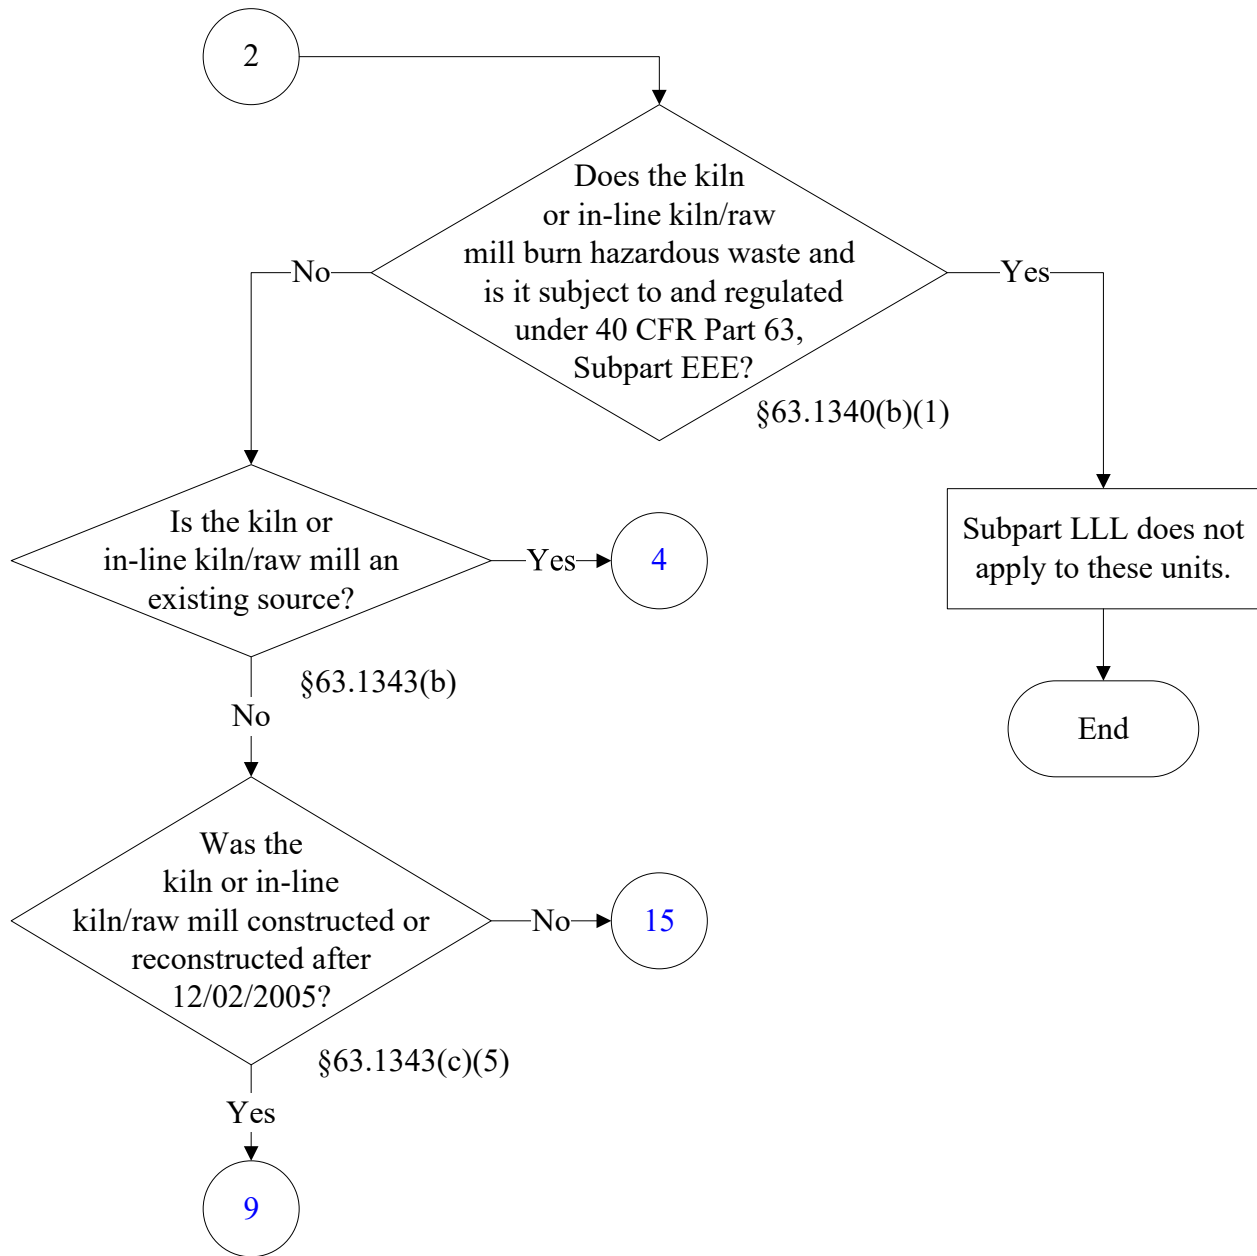 2
Does the kiln
or in-line kiln/raw
mill burn hazardous waste and
is it subject to and regulated
under 40 CFR Part 63,
Subpart EEE?
No
Yes
§63.1340(b)(1)
Is the kiln or
in-line kiln/raw mill an
existing source?
Yes
4
Subpart LLL does not
apply to these units.
§63.1343(b)
No
End
Was the
kiln or in-line
kiln/raw mill constructed or
reconstructed after
12/02/2005?
No
15
§63.1343(c)(5)
Yes
9